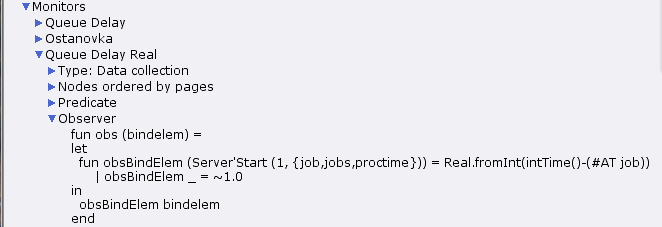 Monitors
Queue Delay
Ostanovka
Queue Delay Real
Type: Data collection
Nodes ordered by pages
Predicate
Observer
fun obs (bindelem) =
let
fun obsBindElem (Server'Start (1, {job,jobs,proctime})) = Real.fromInt(intTime()-(#AT job))
| obsBindElem _ = ~1.0
in
obsBindElem bindelem
end